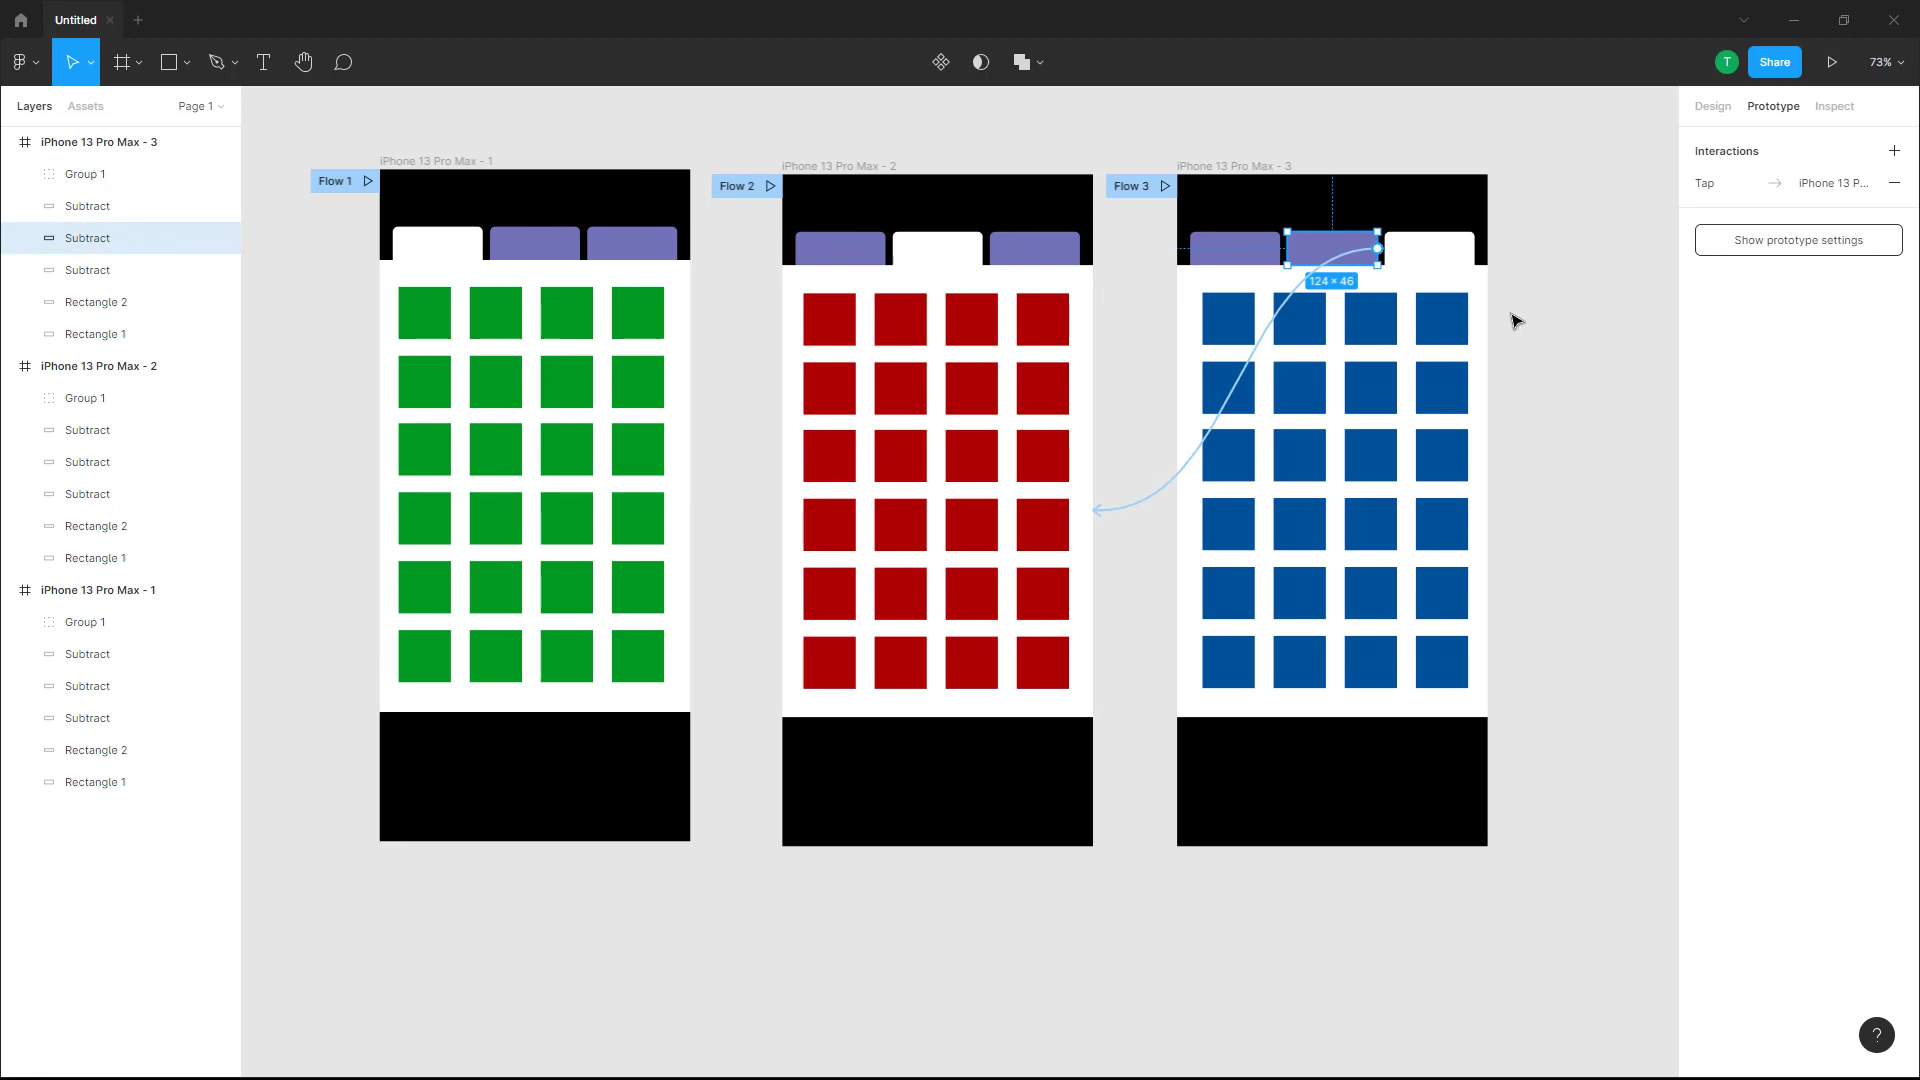 Untitled
T
Share
73%
Layers
Assets
Page 1
Design
Prototype
Inspect
iPhone 13 Pro Max - 3
Group 1
Subtract
Subtract
Subtract
Rectangle 2
Rectangle 1
iPhone 13 Pro Max - 2
Group 1
Subtract
Subtract
Subtract
Rectangle 2
Rectangle 1
iPhone 13 Pro Max - 1
Group 1
Subtract
Subtract
Subtract
Rectangle 2
Rectangle 1
iPhone 13 Pro Max - 1
Flow 1
iPhone 13 Pro Max - 2
Flow 2
iPhone 13 Pro Max - 3
Flow 3
124 × 46
Interactions
Tap
iPhone 13 P...
Show prototype settings
?